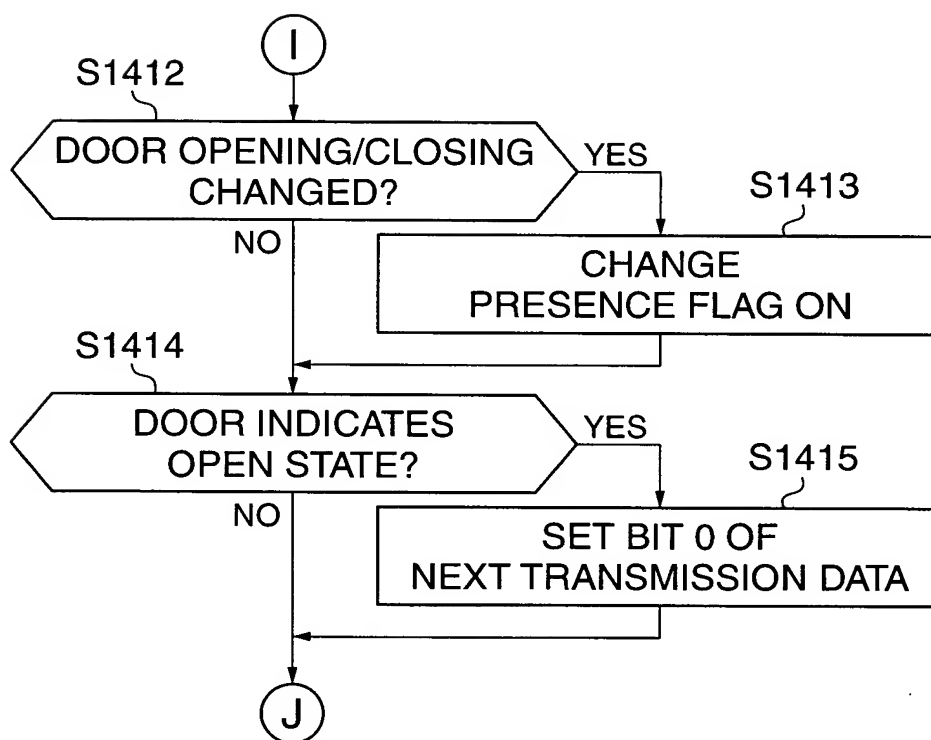 I
S1412
DOOR OPENING/CLOSING
CHANGED?
YES
NO
S1413
CHANGE
PRESENCE FLAG ON
S1414
DOOR INDICATES
OPEN STATE?
YES
NO
S1415
SET BIT 0 OF
NEXT TRANSMISSION DATA
J